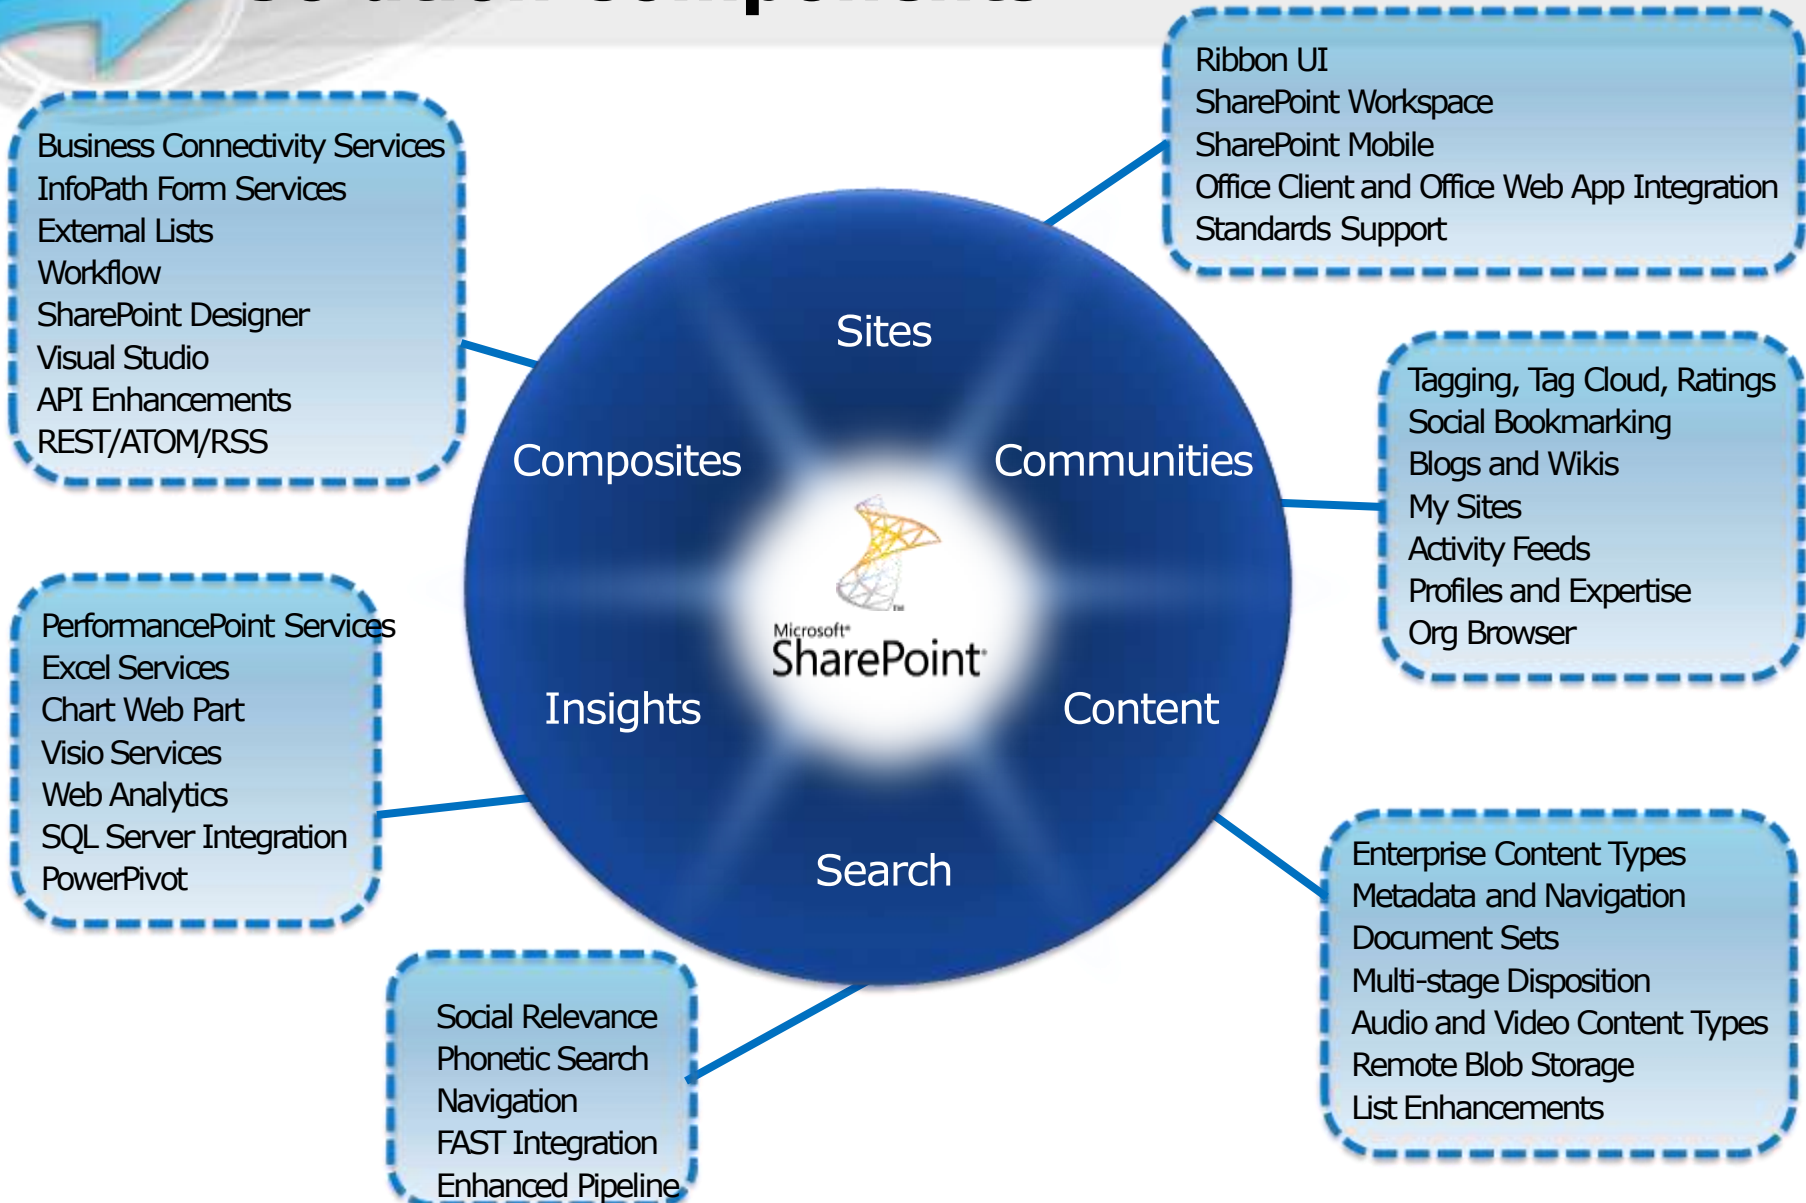 Solution Components
Ribbon UI
SharePoint Workspace
SharePoint Mobile
Office Client and Office Web App Integration
Standards Support
Business Connectivity Services
InfoPath Form Services
External Lists
Workflow
SharePoint Designer
Visual Studio
API Enhancements
REST/ATOM/RSS
Sites
Composites
Communities
Tagging, Tag Cloud, Ratings
Social Bookmarking
Blogs and Wikis
My Sites
Activity Feeds
Profiles and Expertise
Org Browser
TM
Microsoft®
SharePoint®
PerformancePoint Services
Excel Services
Chart Web Part
Visio Services
Web Analytics
SQL Server Integration
PowerPivot
Insights
Content
Search
Enterprise Content Types
Metadata and Navigation
Document Sets
Multi-stage Disposition
Audio and Video Content Types
Remote Blob Storage
List Enhancements
Social Relevance
Phonetic Search
Navigation
FAST Integration
Enhanced Pipeline